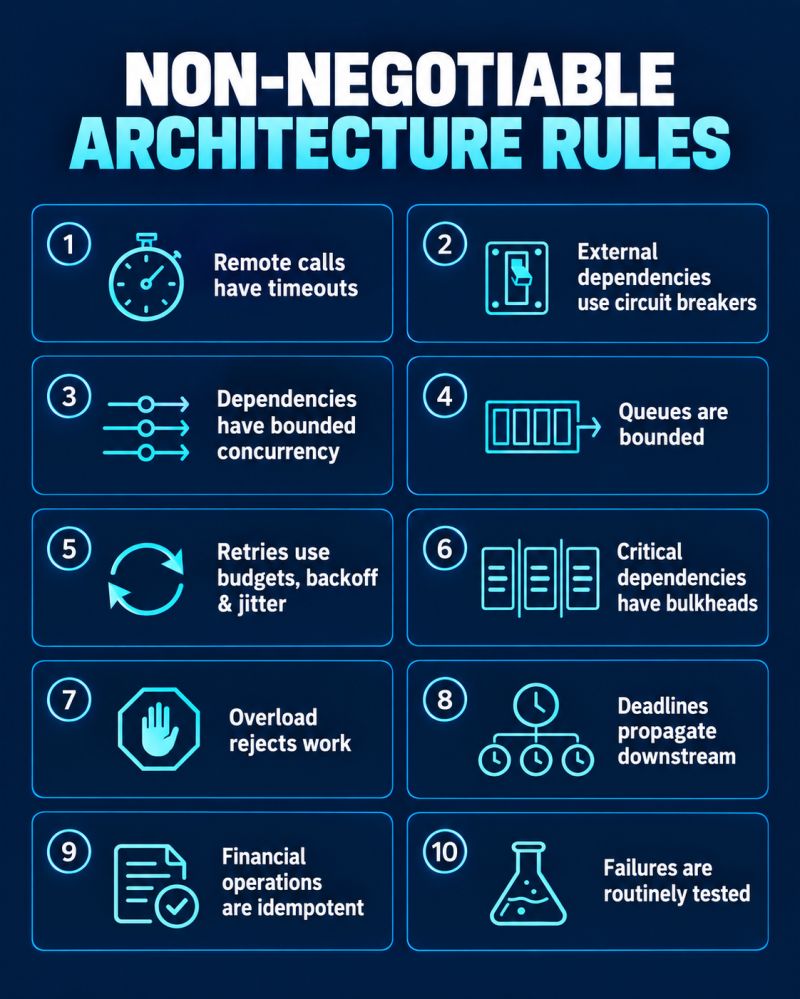 NON-NEGOTIABLE
ARCHITECTURE RULES
1
Remote calls
have timeouts
2
External
dependencies
use circuit breakers
3
Dependencies
have bounded
concurrency
4
Queues are
bounded
5
Retries use
budgets, backoff
& jitter
6
Critical
dependencies
have bulkheads
7
Overload
rejects work
8
Deadlines
propagate
downstream
9
Financial
operations
are idempotent
10
Failures are
routinely tested